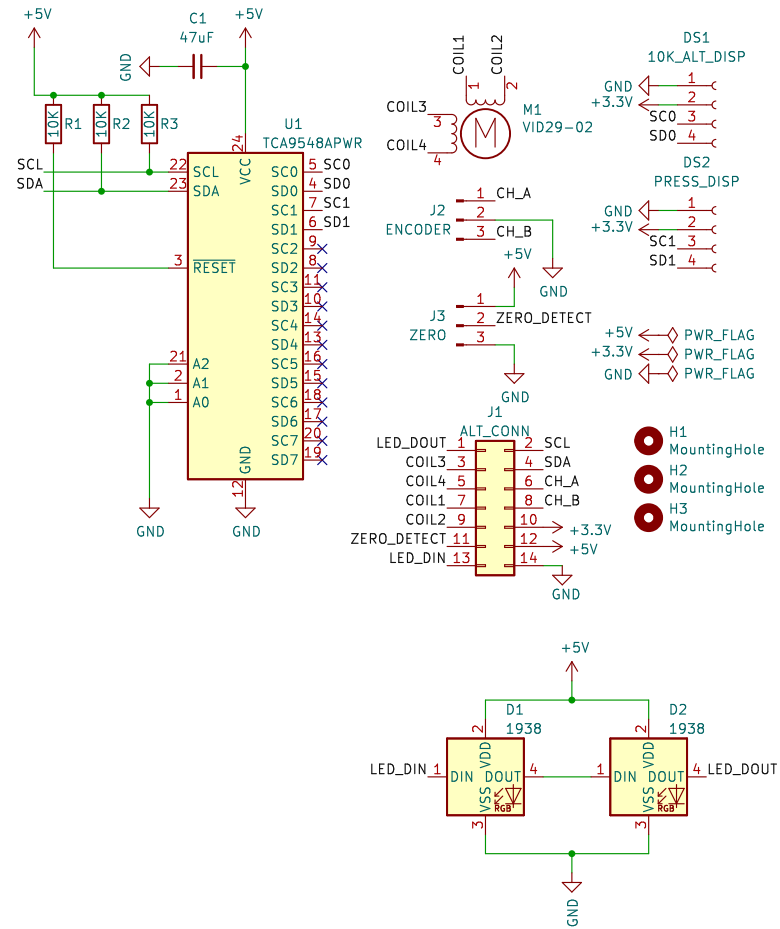 +5V
C1
47uF
+5V
GND
10K R1
10K R2
10K R3
U1
TCA9548APWR
24
VCC
SCL
22 SCL
SC0 5 SC0
SDA
23 SDA
SD0 4 SD0
SC1 7 SC1
SD1 6 SD1
SC2 9
3 RESET
SD2 8
SC3 11
SD3 10
SC4 14
SD4 13
21 A2
SC5 16
2 A1
SD5 15
1 A0
SC6 18
SD6 17
SC7 20
SD7 19
GND
12
GND
GND
COIL1
COIL2
1
2
COIL3
3
COIL4
4
M
M1
VID29-02
DS1
10K_ALT_DISP
GND 1
+3.3V 2
SC0 3
SD0 4
DS2
PRESS_DISP
GND 1
+3.3V 2
SC1 3
SD1 4
J2
ENCODER
1 CH_A
2
3 CH_B
GND
+5V
J3
ZERO
1
2 ZERO_DETECT
3
GND
+5V PWR_FLAG
+3.3V PWR_FLAG
GND PWR_FLAG
J1
ALT_CONN
LED_DOUT 1
2 SCL
COIL3 3
4 SDA
COIL4 5
6 CH_A
COIL1 7
8 CH_B
COIL2 9
10 +3.3V
ZERO_DETECT 11
12 +5V
LED_DIN 13
14
GND
H1
MountingHole
H2
MountingHole
H3
MountingHole
+5V
D1
1938
2
VDD
LED_DIN 1 DIN
DOUT 4
VSS
RGB
3
D2
1938
2
VDD
1 DIN
DOUT 4 LED_DOUT
VSS
RGB
3
GND